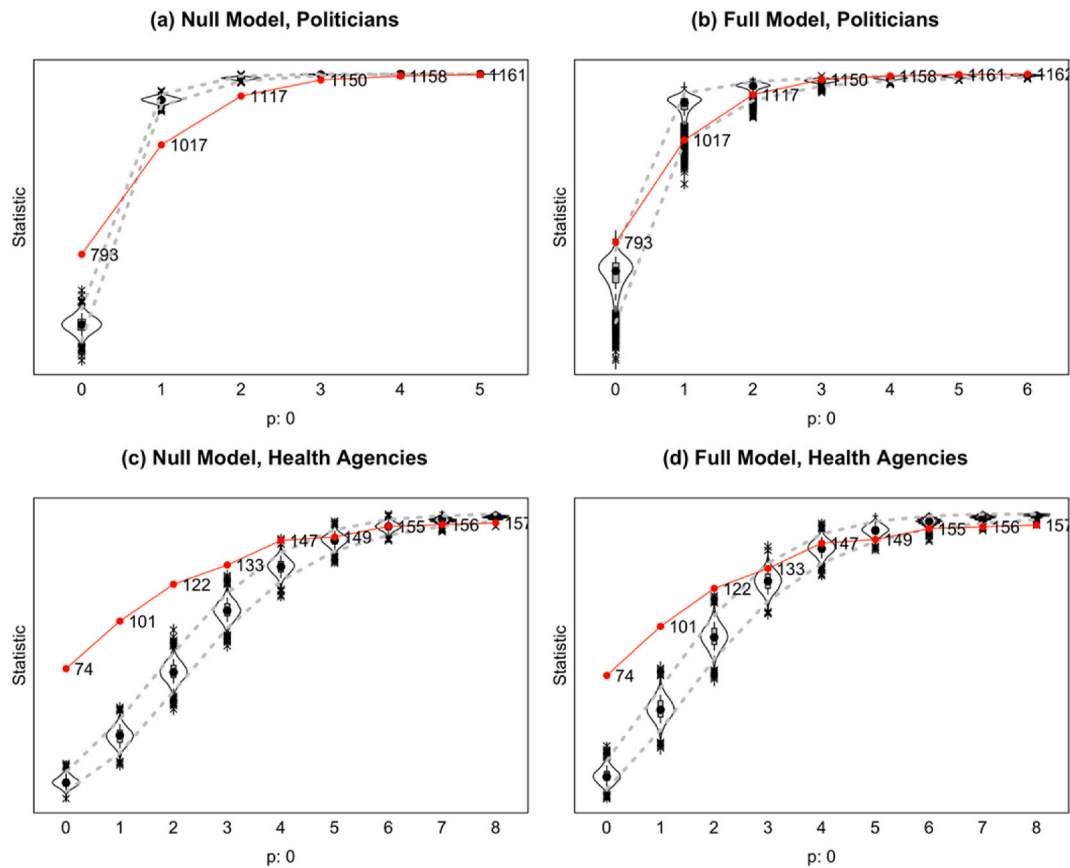 (a) Null Model, Politicians
Statistic
793
1017
1117
1150
1158
1161
0 1 2 3 4 5
p: 0
(b) Full Model, Politicians
Statistic
793
1017
1117
1150
1158
1161
1162
0 1 2 3 4 5 6
p: 0
(c) Null Model, Health Agencies
Statistic
74
101
122
133
147
149
155
156
157
0 1 2 3 4 5 6 7 8
p: 0
(d) Full Model, Health Agencies
Statistic
74
101
122
133
147
149
155
156
157
0 1 2 3 4 5 6 7 8
p: 0